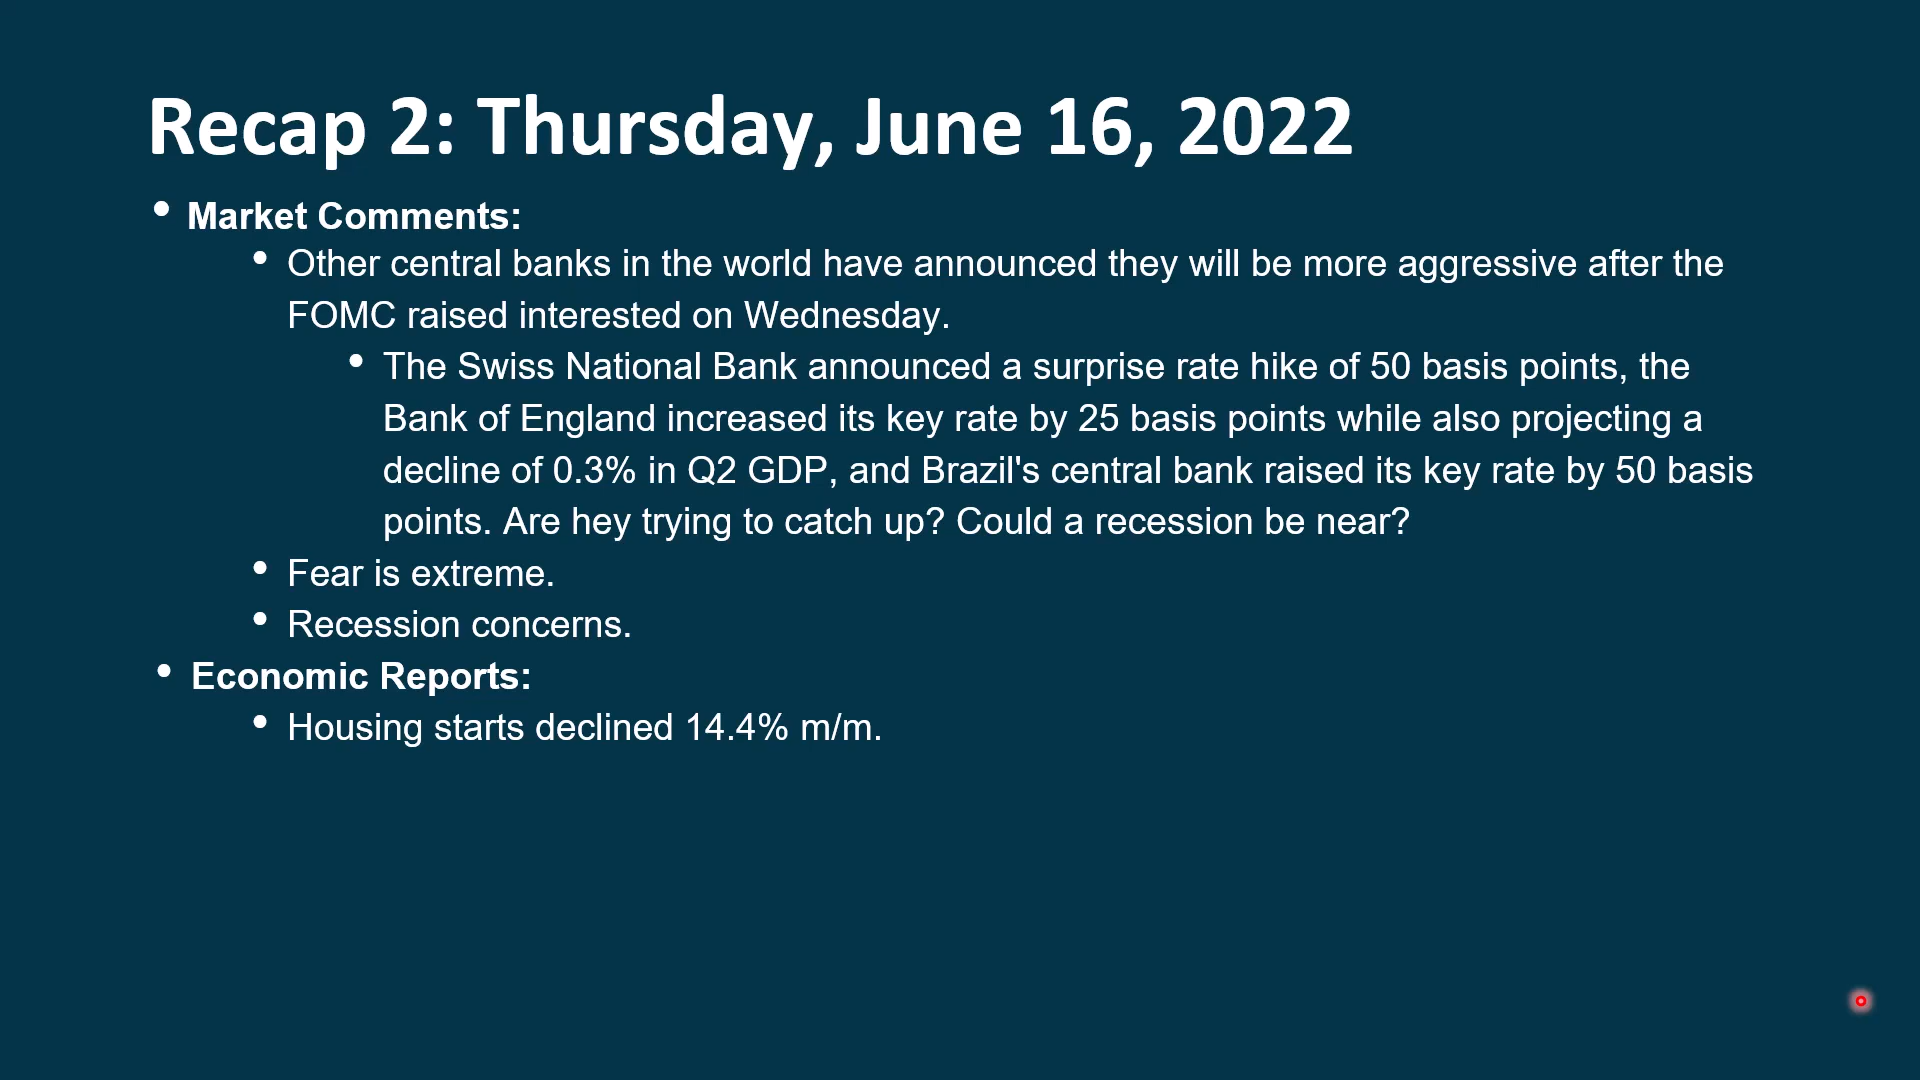 Recap 2: Thursday, June 16, 2022
• Market Comments:
• Other central banks in the world have announced they will be more aggressive after the
FOMC raised interested on Wednesday.
• The Swiss National Bank announced a surprise rate hike of 50 basis points, the
Bank of England increased its key rate by 25 basis points while also projecting a
decline of 0.3% in Q2 GDP, and Brazil's central bank raised its key rate by 50 basis
points. Are hey trying to catch up? Could a recession be near?
• Fear is extreme.
• Recession concerns.
• Economic Reports:
• Housing starts declined 14.4% m/m.